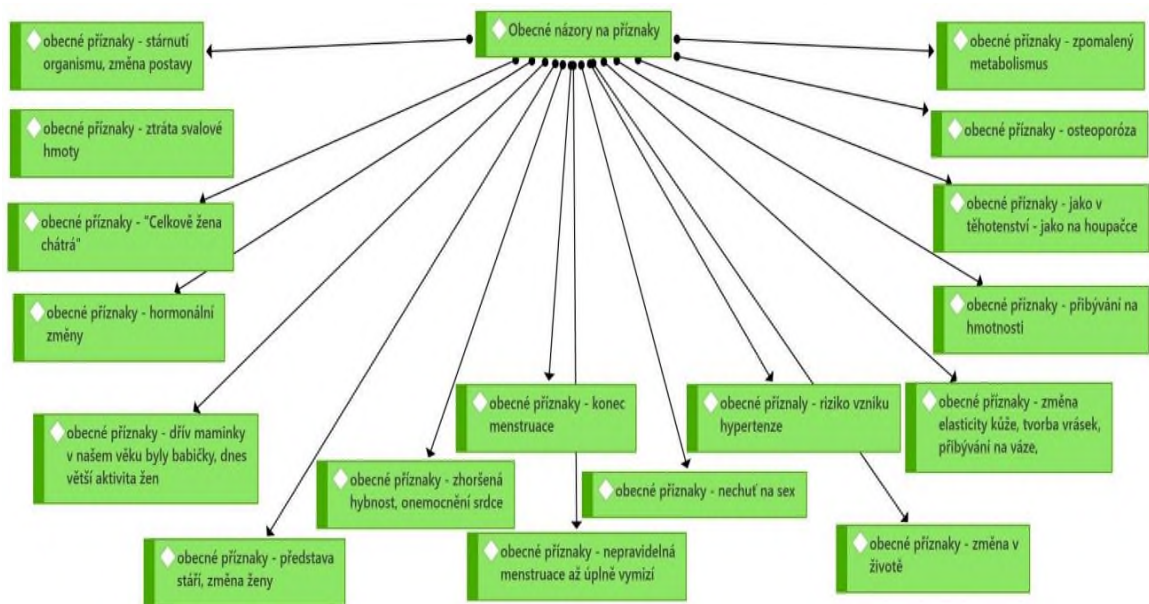 Obecné názory na příznaky
obecné příznaky - stárnutí
organismu, změna postavy
obecné příznaky - zpomalený
metabolismus
obecné příznaky - ztráta svalové
hmoty
obecné příznaky - osteoporóza
obecné příznaky - "Celkově žena
chátrá"
obecné příznaky - jako v
těhotenství - jako na houpačce
obecné příznaky - hormonální
změny
obecné příznaky - přibývání na
hmotnosti
obecné příznaky - dřív maminky
v našem věku byly babičky, dnes
větší aktivita žen
obecné příznaky - konec
menstruace
obecné přÍznaly - riziko vzniku
hypertenze
obecné příznaky - změna
elasticity kůže, tvorba vrásek,
přibývání na váze,
obecné příznaky - zhoršená
hybnost, onemocnění srdce
obecné příznaky - nechuť na sex
obecné příznaky - představa
stáří, změna ženy
obecné příznaky - nepravidelná
menstruace až úplně vymizí
obecné příznaky - změna v
životě